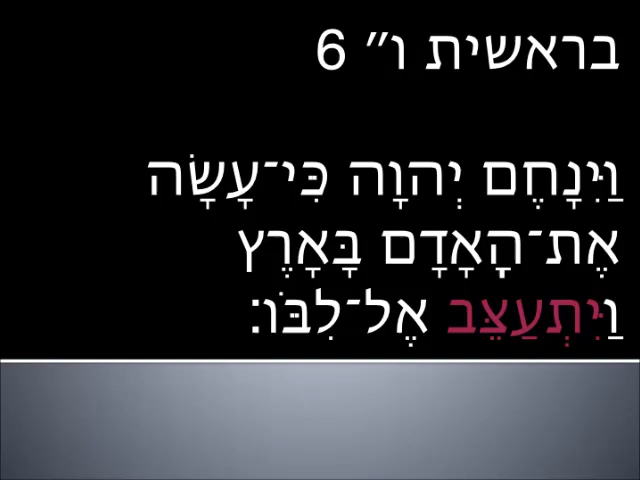 בראשית ו״ 6
וַיִּנָּחֶם יְהוָה כִּי־עָשָׂה
אֶת־הָאָדָם בָּאָרֶץ
וַיִּתְעַצֵּב אֶל־לִבּוֹ׃